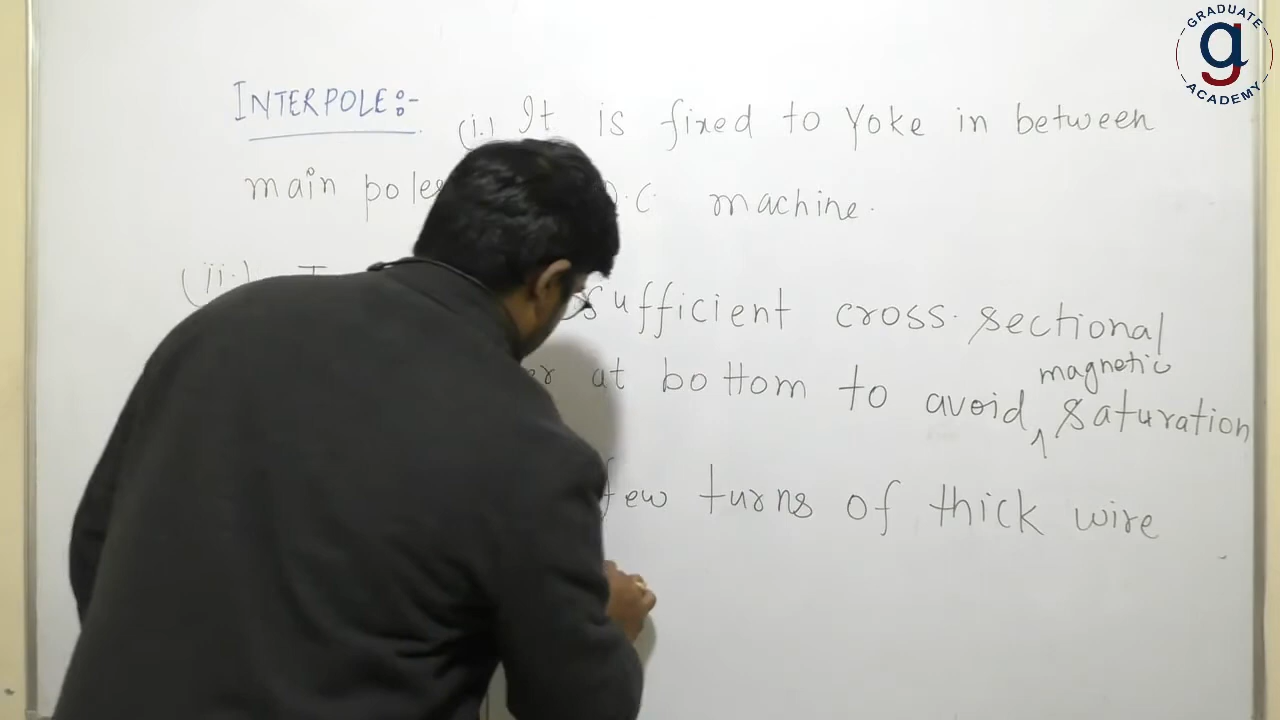 INTERPOLE:- (i.) It is fixed to Yoke in between
main poles D.C. machine.
(ii.) sufficient cross-sectional
at bottom to avoid magnetic saturation
few turns of thick wire
GRADUATE
ga
ACADEMY